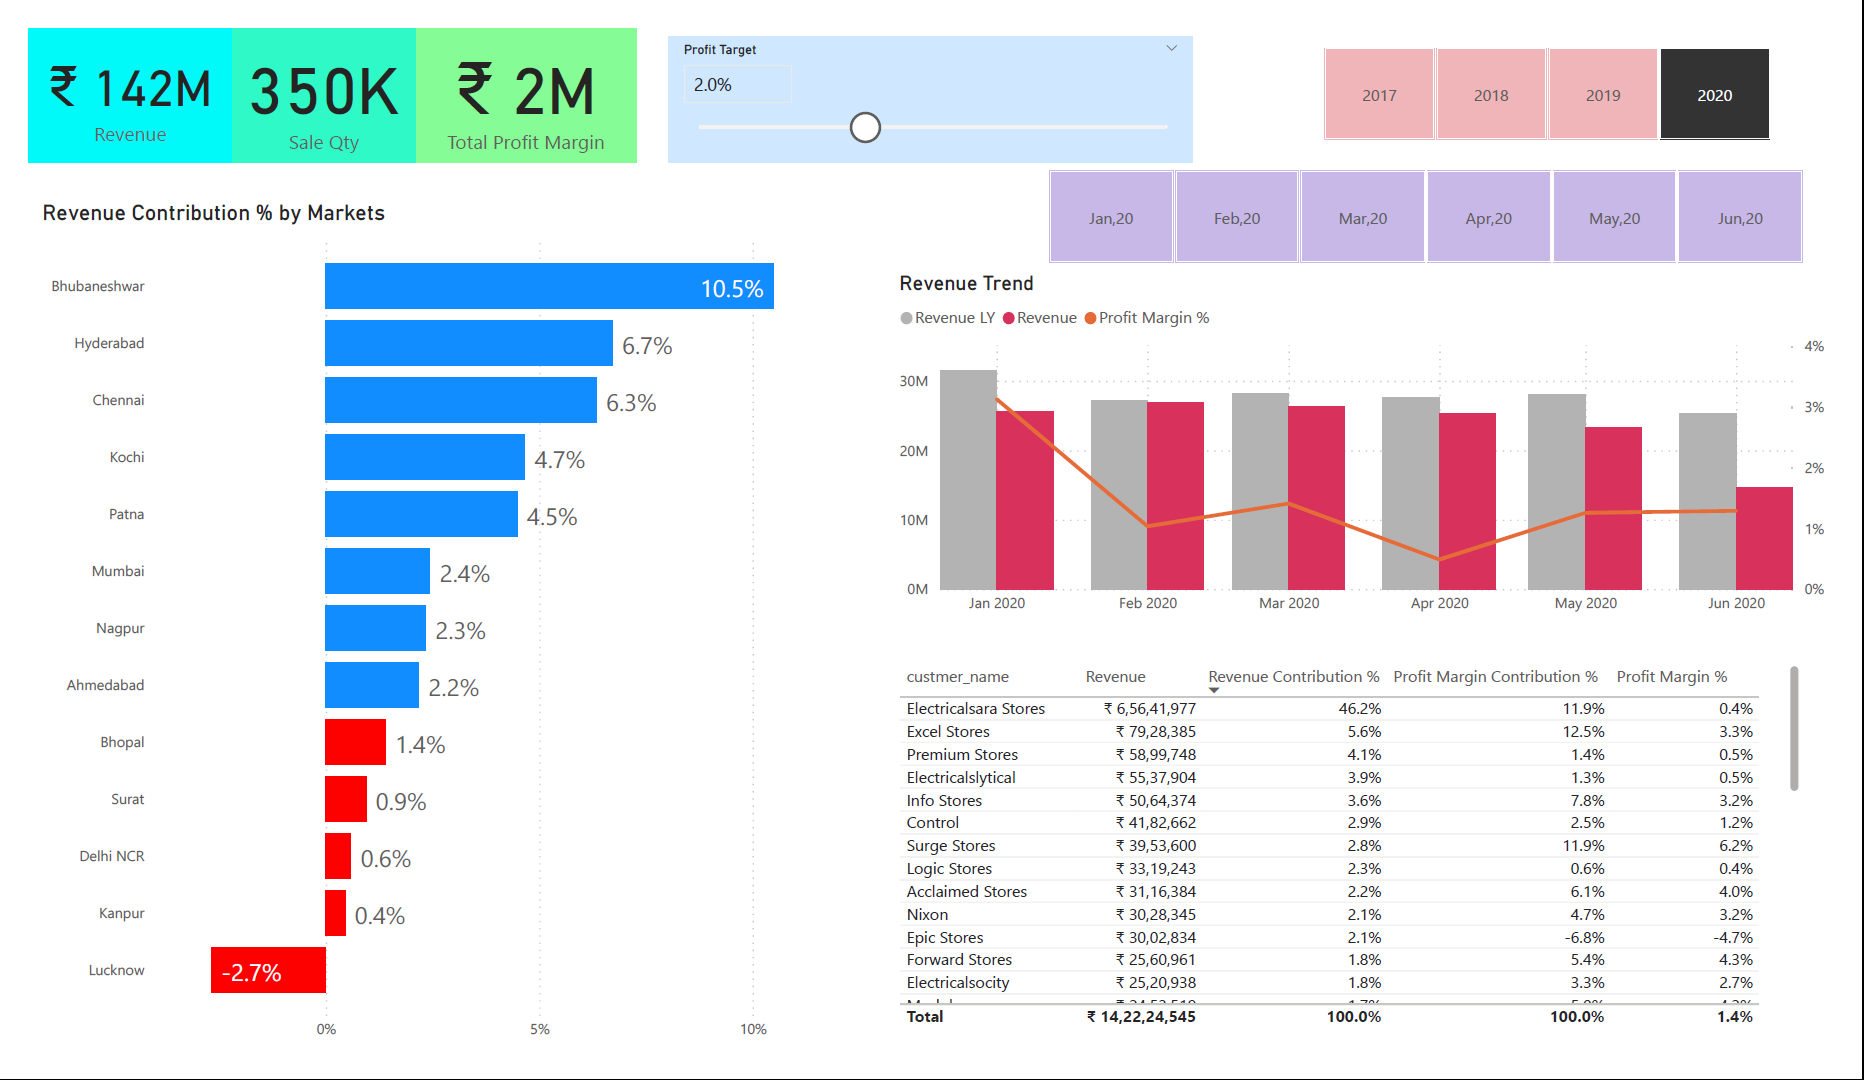 ₹ 142M
Revenue
350K
Sale Qty
₹ 2M
Total Profit Margin
Profit Target
2.0%
2017 2018 2019 2020
Jan,20 Feb,20 Mar,20 Apr,20 May,20 Jun,20
Revenue Contribution % by Markets
Bhubaneshwar 10.5%
Hyderabad 6.7%
Chennai 6.3%
Kochi 4.7%
Patna 4.5%
Mumbai 2.4%
Nagpur 2.3%
Ahmedabad 2.2%
Bhopal 1.4%
Surat 0.9%
Delhi NCR 0.6%
Kanpur 0.4%
Lucknow -2.7%
0% 5% 10%
Revenue Trend
Revenue LY Revenue Profit Margin %
4%
30M 3%
20M 2%
10M 1%
0M 0%
Jan 2020 Feb 2020 Mar 2020 Apr 2020 May 2020 Jun 2020
custmer_name Revenue Revenue Contribution % Profit Margin Contribution % Profit Margin %
Electricalsara Stores ₹ 6,56,41,977 46.2% 11.9% 0.4%
Excel Stores ₹ 79,28,385 5.6% 12.5% 3.3%
Premium Stores ₹ 58,99,748 4.1% 1.4% 0.5%
Electricalslytical ₹ 55,37,904 3.9% 1.3% 0.5%
Info Stores ₹ 50,64,374 3.6% 7.8% 3.2%
Control ₹ 41,82,662 2.9% 2.5% 1.2%
Surge Stores ₹ 39,53,600 2.8% 11.9% 6.2%
Logic Stores ₹ 33,19,243 2.3% 0.6% 0.4%
Acclaimed Stores ₹ 31,16,384 2.2% 6.1% 4.0%
Nixon ₹ 30,28,345 2.1% 4.7% 3.2%
Epic Stores ₹ 30,02,834 2.1% -6.8% -4.7%
Forward Stores ₹ 25,60,961 1.8% 5.4% 4.3%
Electricalsocity ₹ 25,20,938 1.8% 3.3% 2.7%
Total ₹ 14,22,24,545 100.0% 100.0% 1.4%